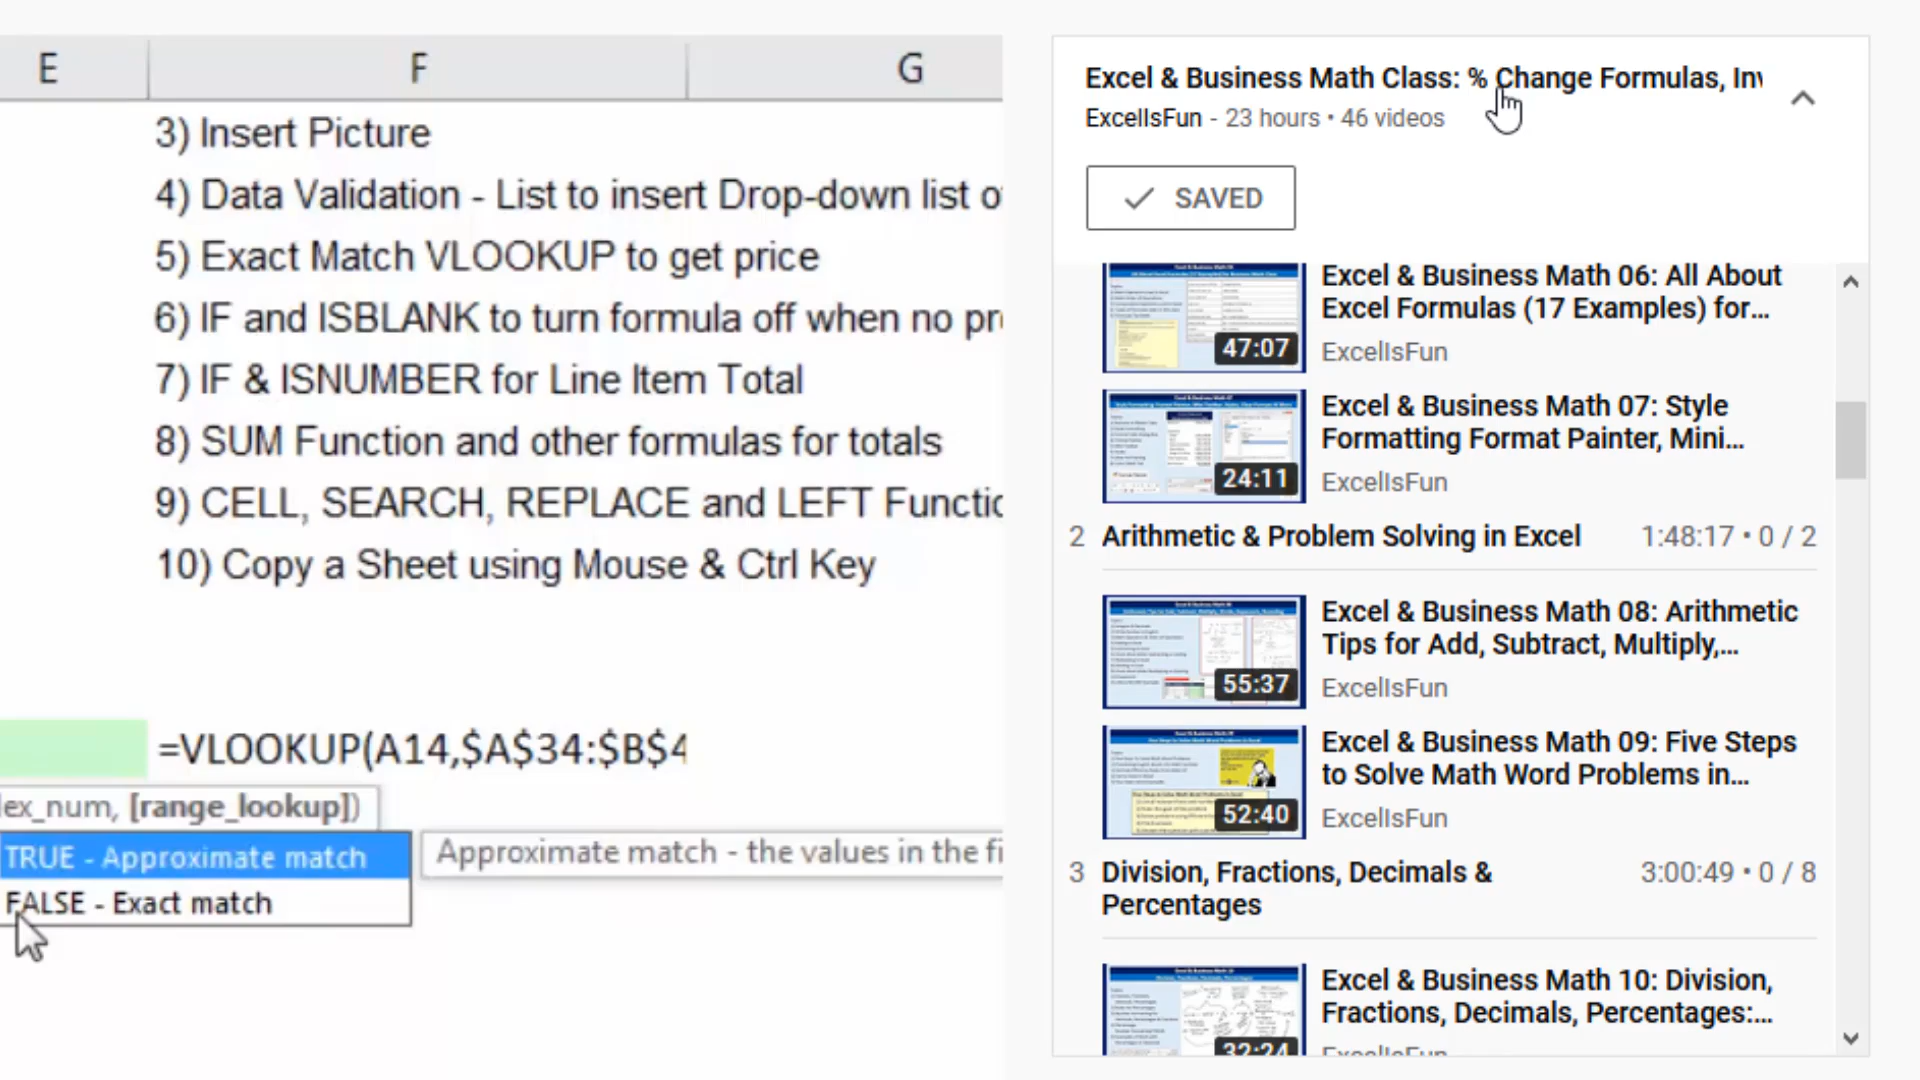 E F G
3) Insert Picture
4) Data Validation - List to insert Drop-down list o
5) Exact Match VLOOKUP to get price
6) IF and ISBLANK to turn formula off when no pr
7) IF & ISNUMBER for Line Item Total
8) SUM Function and other formulas for totals
9) CELL, SEARCH, REPLACE and LEFT Functio
10) Copy a Sheet using Mouse & Ctrl Key
=VLOOKUP(A14,$A$34:$B$4
lex_num, [range_lookup])
TRUE - Approximate match
Approximate match - the values in the fi
FALSE - Exact match
Excel & Business Math Class: % Change Formulas, Inv
ExcelIsFun - 23 hours • 46 videos
SAVED
Excel & Business Math 06: All About
Excel Formulas (17 Examples) for...
47:07
ExcelIsFun
Excel & Business Math 07: Style
Formatting Format Painter, Mini...
24:11
ExcelIsFun
2 Arithmetic & Problem Solving in Excel 1:48:17 • 0 / 2
Excel & Business Math 08: Arithmetic
Tips for Add, Subtract, Multiply,...
55:37
ExcelIsFun
Excel & Business Math 09: Five Steps
to Solve Math Word Problems in...
52:40
ExcelIsFun
3 Division, Fractions, Decimals & 3:00:49 • 0 / 8
Percentages
Excel & Business Math 10: Division,
Fractions, Decimals, Percentages:...
32:24
ExcelIsFun